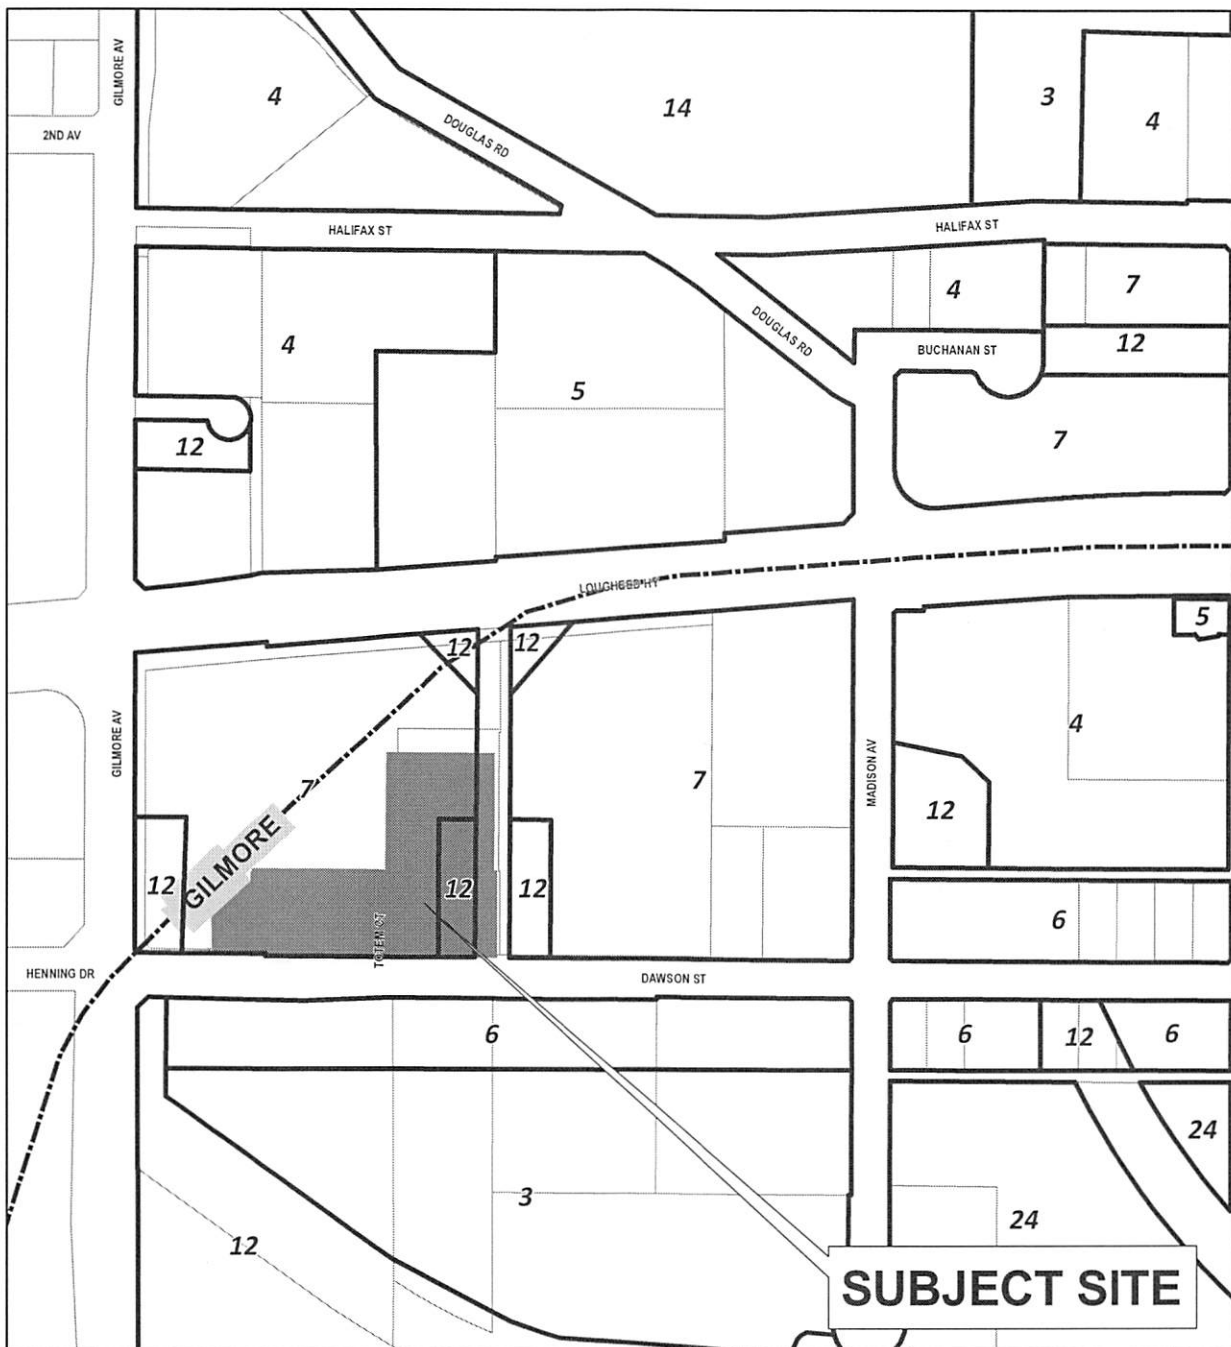 GILMORE AV
4
14
3
4
DOUGLAS RD
2ND AV
HALIFAX ST
HALIFAX ST
4
7
4
DOUGLAS RD
BUCHANAN ST
12
5
12
7
LOUGHEED HY
12
12
5
GILMORE AV
7
7
MADISON AV
4
12
GILMORE
12
12
12
6
TOTEM CT
HENNING DR
DAWSON ST
6
6
12
6
24
3
12
24
SUBJECT SITE